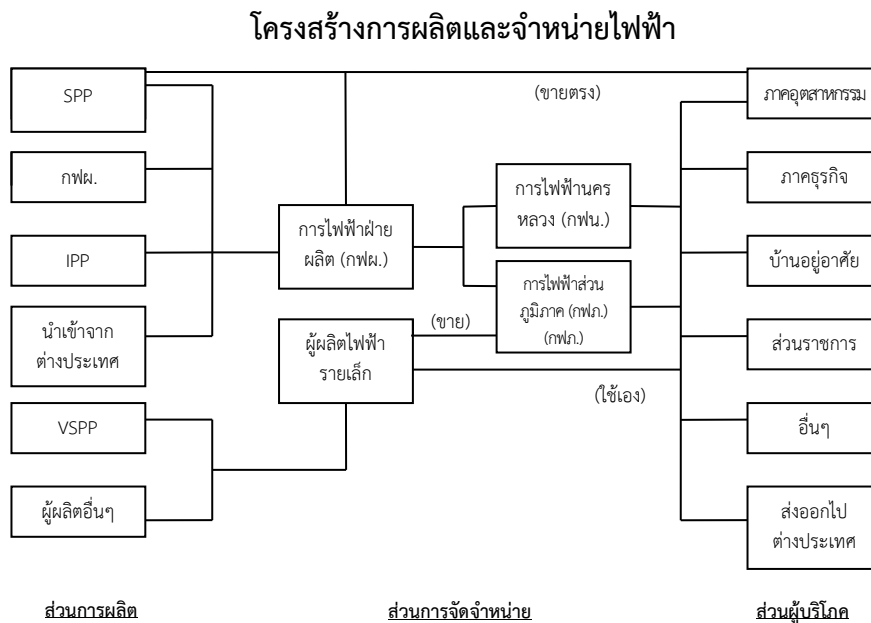 โครงสร้างการผลิตและจำหน่ายไฟฟ้า
SPP
กฟผ.
IPP
นำเข้าจาก
ต่างประเทศ
VSPP
ผู้ผลิตอื่นๆ
การไฟฟ้าฝ่าย
ผลิต (กฟผ.)
ผู้ผลิตไฟฟ้า
รายเล็ก
(ขายตรง)
การไฟฟ้านคร
หลวง (กฟน.)
การไฟฟ้าส่วน
ภูมิภาค (กฟภ.)
(กฟภ.)
(ขาย)
(ใช้เอง)
ภาคอุตสาหกรรม
ภาคธุรกิจ
บ้านอยู่อาศัย
ส่วนราชการ
อื่นๆ
ส่งออกไป
ต่างประเทศ
ส่วนการผลิต
ส่วนการจัดจำหน่าย
ส่วนผู้บริโภค